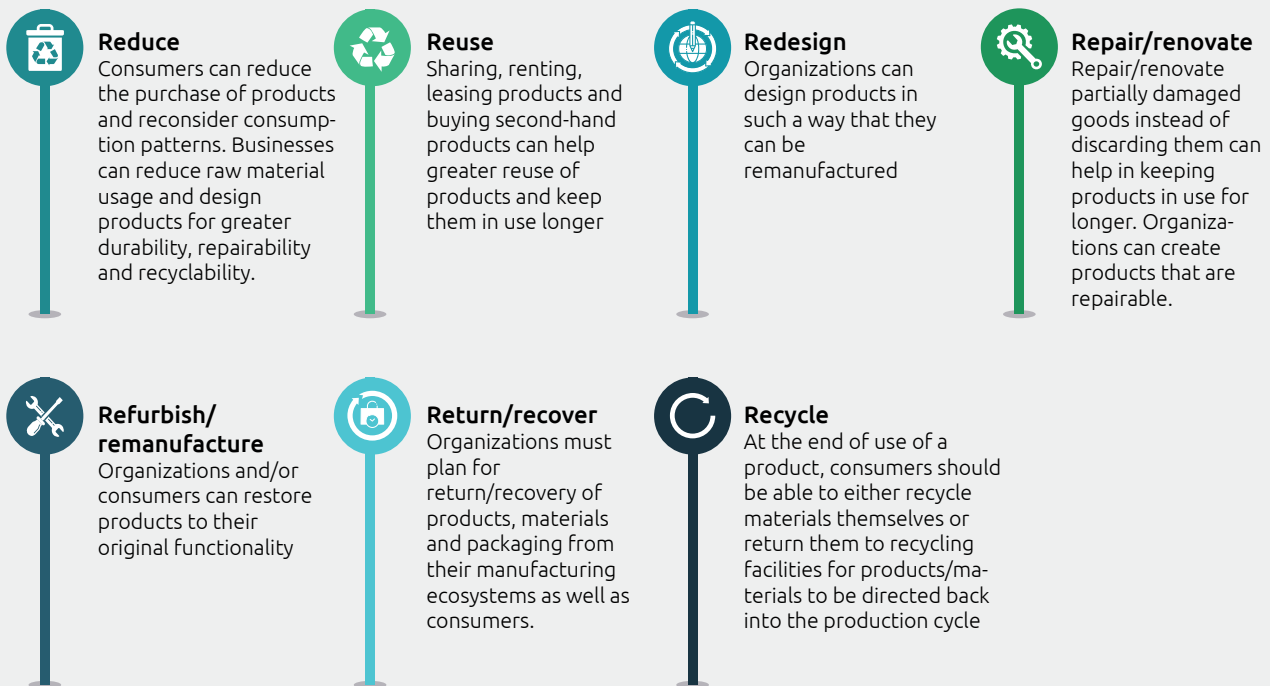 Reduce
Consumers can reduce
the purchase of products
and reconsider consump-
tion patterns. Businesses
can reduce raw material
usage and design
products for greater
durability, repairability
and recyclability.
Reuse
Sharing, renting,
leasing products and
buying second-hand
products can help
greater reuse of
products and keep
them in use longer
Redesign
Organizations can
design products in
such a way that they
can be
remanufactured
Repair/renovate
Repair/renovate
partially damaged
goods instead of
discarding them can
help in keeping
products in use for
longer. Organiza-
tions can create
products that are
repairable.
Refurbish/
remanufacture
Organizations and/or
consumers can restore
products to their
original functionality
Return/recover
Organizations must
plan for
return/recovery of
products, materials
and packaging from
their manufacturing
ecosystems as well as
consumers.
Recycle
At the end of use of a
product, consumers should
be able to either recycle
materials themselves or
return them to recycling
facilities for products/ma-
terials to be directed back
into the production cycle